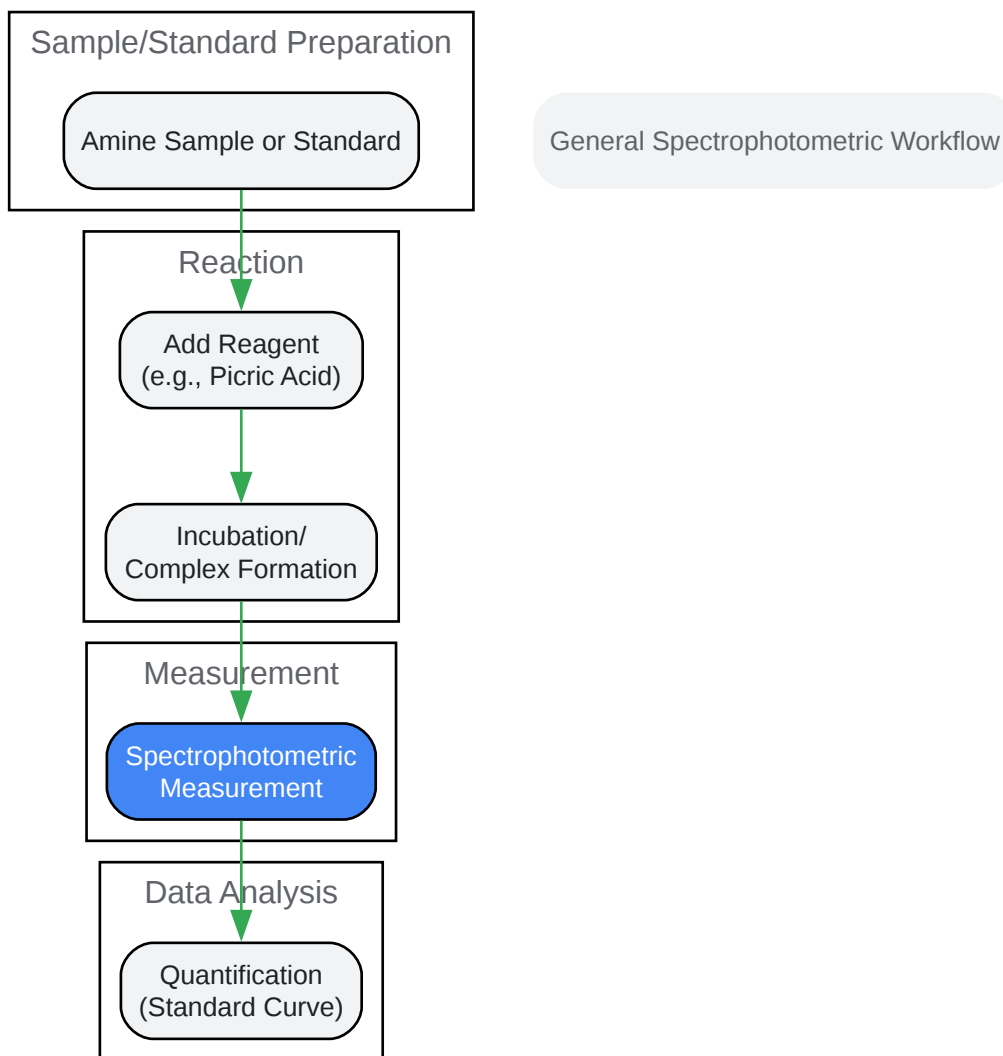 Sample/Standard Preparation
Amine Sample or Standard
General Spectrophotometric Workflow
Reaction
Add Reagent
(e.g., Picric Acid)
Incubation/
Complex Formation
Measurement
Spectrophotometric
Measurement
Data Analysis
Quantification
(Standard Curve)